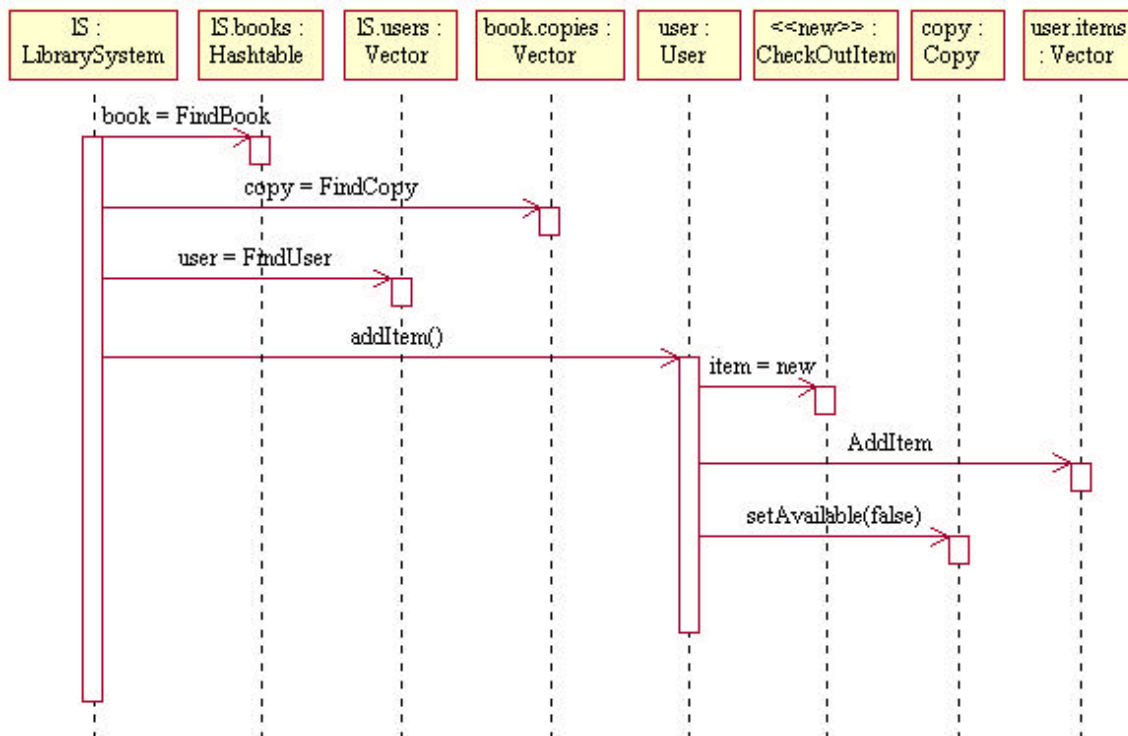 lS :
LibrarySystem
lS.books :
Hashtable
lS.users :
Vector
book.copies :
Vector
user :
User
<<new>> :
CheckOutItem
copy :
Copy
user.items
: Vector
book = FindBook
copy = FindCopy
user = FindUser
addItem()
item = new
AddItem
setAvailable(false)